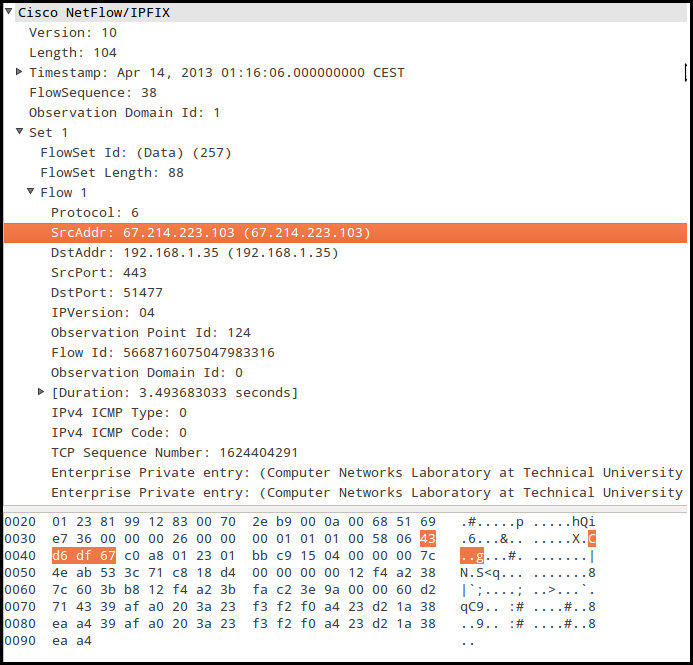 Cisco NetFlow/IPFIX
Version: 10
Length: 104
Timestamp: Apr 14, 2013 01:16:06.000000000 CEST
FlowSequence: 38
Observation Domain Id: 1
Set 1
FlowSet Id: (Data) (257)
FlowSet Length: 88
Flow 1
Protocol: 6
SrcAddr: 67.214.223.103 (67.214.223.103)
DstAddr: 192.168.1.35 (192.168.1.35)
SrcPort: 443
DstPort: 51477
IPVersion: 04
Observation Point Id: 124
Flow Id: 5668716075047983316
Observation Domain Id: 0
[Duration: 3.493683033 seconds]
IPv4 ICMP Type: 0
IPv4 ICMP Code: 0
TCP Sequence Number: 1624404291
Enterprise Private entry: (Computer Networks Laboratory at Technical University
Enterprise Private entry: (Computer Networks Laboratory at Technical University
0020 01 23 81 99 12 83 00 70 2e b9 00 0a 00 68 51 69 .#.....p .....hQi
0030 e7 36 00 00 00 26 00 00 00 01 01 01 00 58 06 43 .6...&.. .....X.C
0040 d6 df 67 c0 a8 01 23 01 bb c9 15 04 00 00 00 7c ..g...#. .......|
0050 4e ab 53 3c 71 c8 18 d4 00 00 00 00 12 f4 a2 38 N.S<q... .......8
0060 7c 60 3b b8 12 f4 a2 3b fa c2 3e 9a 00 00 60 d2 |`;....; ..>...`.
0070 71 43 39 af a0 20 3a 23 f3 f2 f0 a4 23 d2 1a 38 qC9.. :# ....#..8
0080 ea a4 39 af a0 20 3a 23 f3 f2 f0 a4 23 d2 1a 38 ..9.. :# ....#..8
0090 ea a4 ..